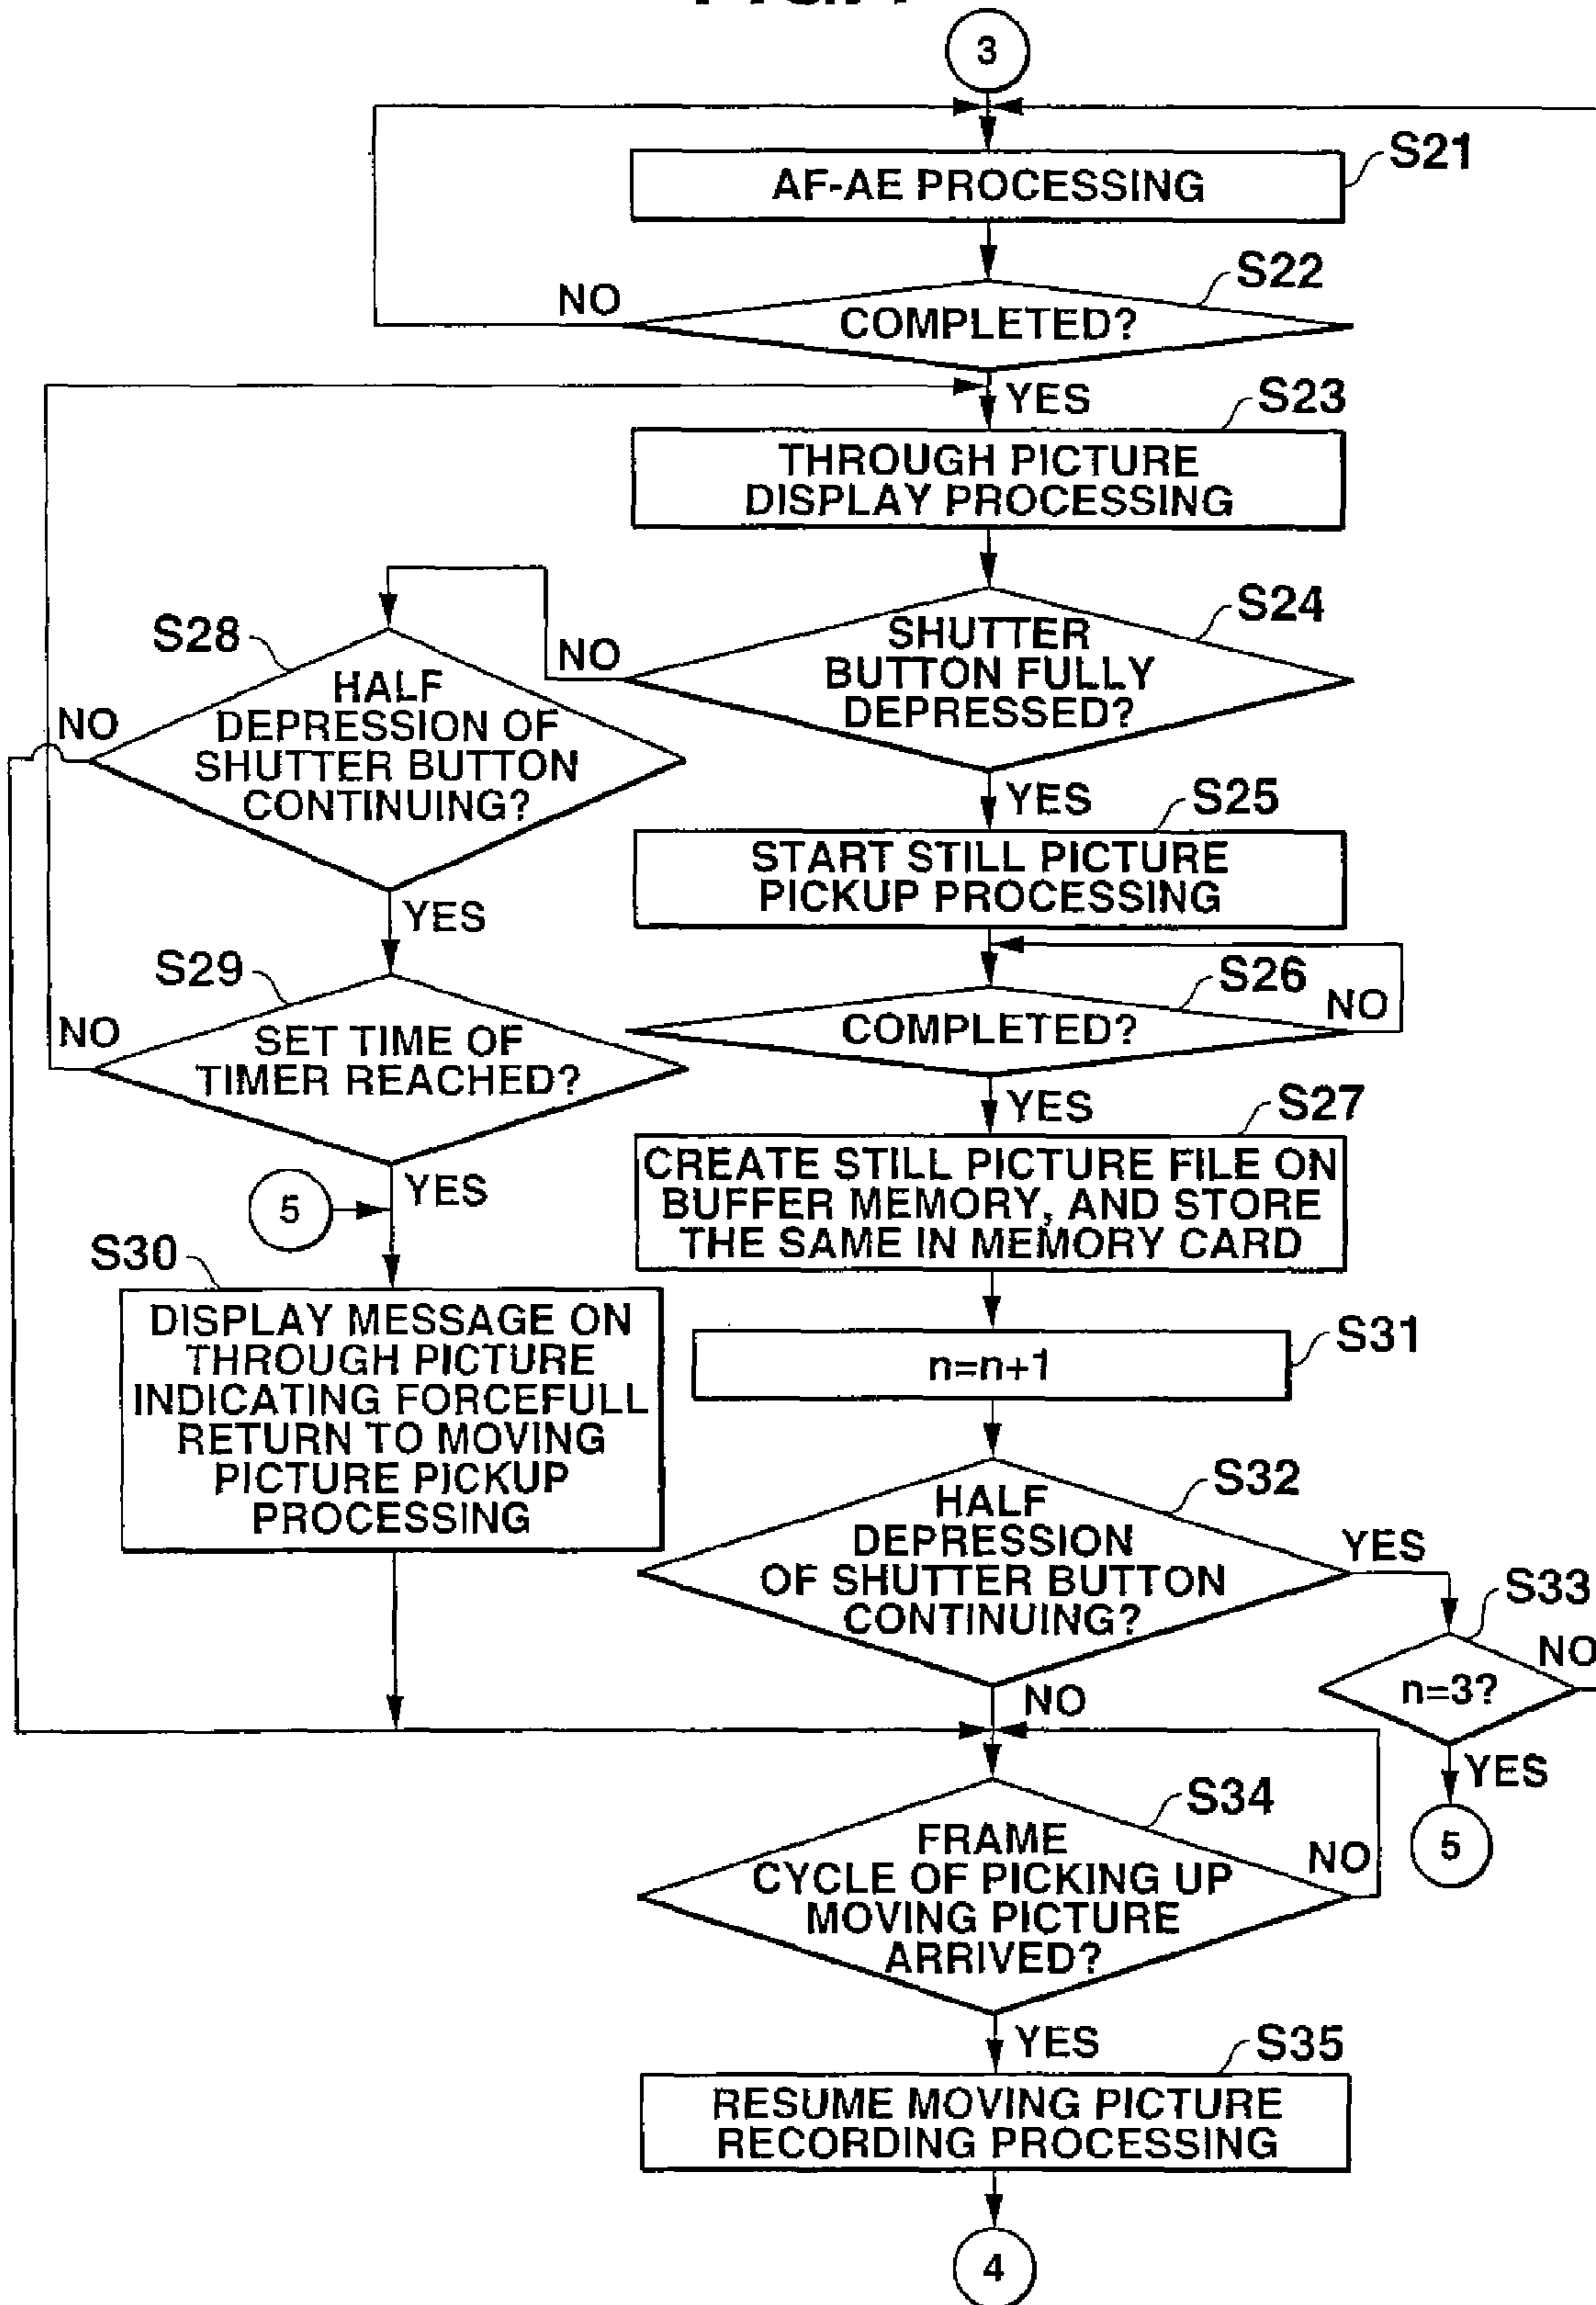 3
AF-AE PROCESSING
S21
S22
NO
COMPLETED?
YES
S23
THROUGH PICTURE
DISPLAY PROCESSING
S24
SHUTTER
BUTTON FULLY
DEPRESSED?
NO
S28
HALF
DEPRESSION OF
SHUTTER BUTTON
CONTINUING?
NO
YES
YES
S25
START STILL PICTURE
PICKUP PROCESSING
S29
SET TIME OF
TIMER REACHED?
NO
YES
S26
COMPLETED?
NO
YES
S27
CREATE STILL PICTURE FILE ON
BUFFER MEMORY, AND STORE
THE SAME IN MEMORY CARD
5
S30
DISPLAY MESSAGE ON
THROUGH PICTURE
INDICATING FORCEFULL
RETURN TO MOVING
PICTURE PICKUP
PROCESSING
S31
n=n+1
S32
HALF
DEPRESSION
OF SHUTTER BUTTON
CONTINUING?
YES
S33
NO
n=3?
NO
YES
5
S34
FRAME
CYCLE OF PICKING UP
MOVING PICTURE
ARRIVED?
NO
YES
S35
RESUME MOVING PICTURE
RECORDING PROCESSING
4